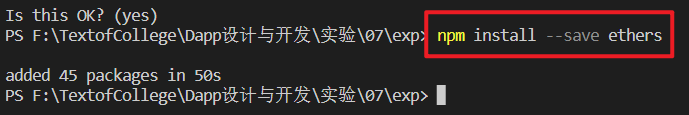 Is this OK? (yes)
PS F:\TextofCollege\Dapp设计与开发\实验\07\exp> npm install --save ethers
added 45 packages in 50s
PS F:\TextofCollege\Dapp设计与开发\实验\07\exp>